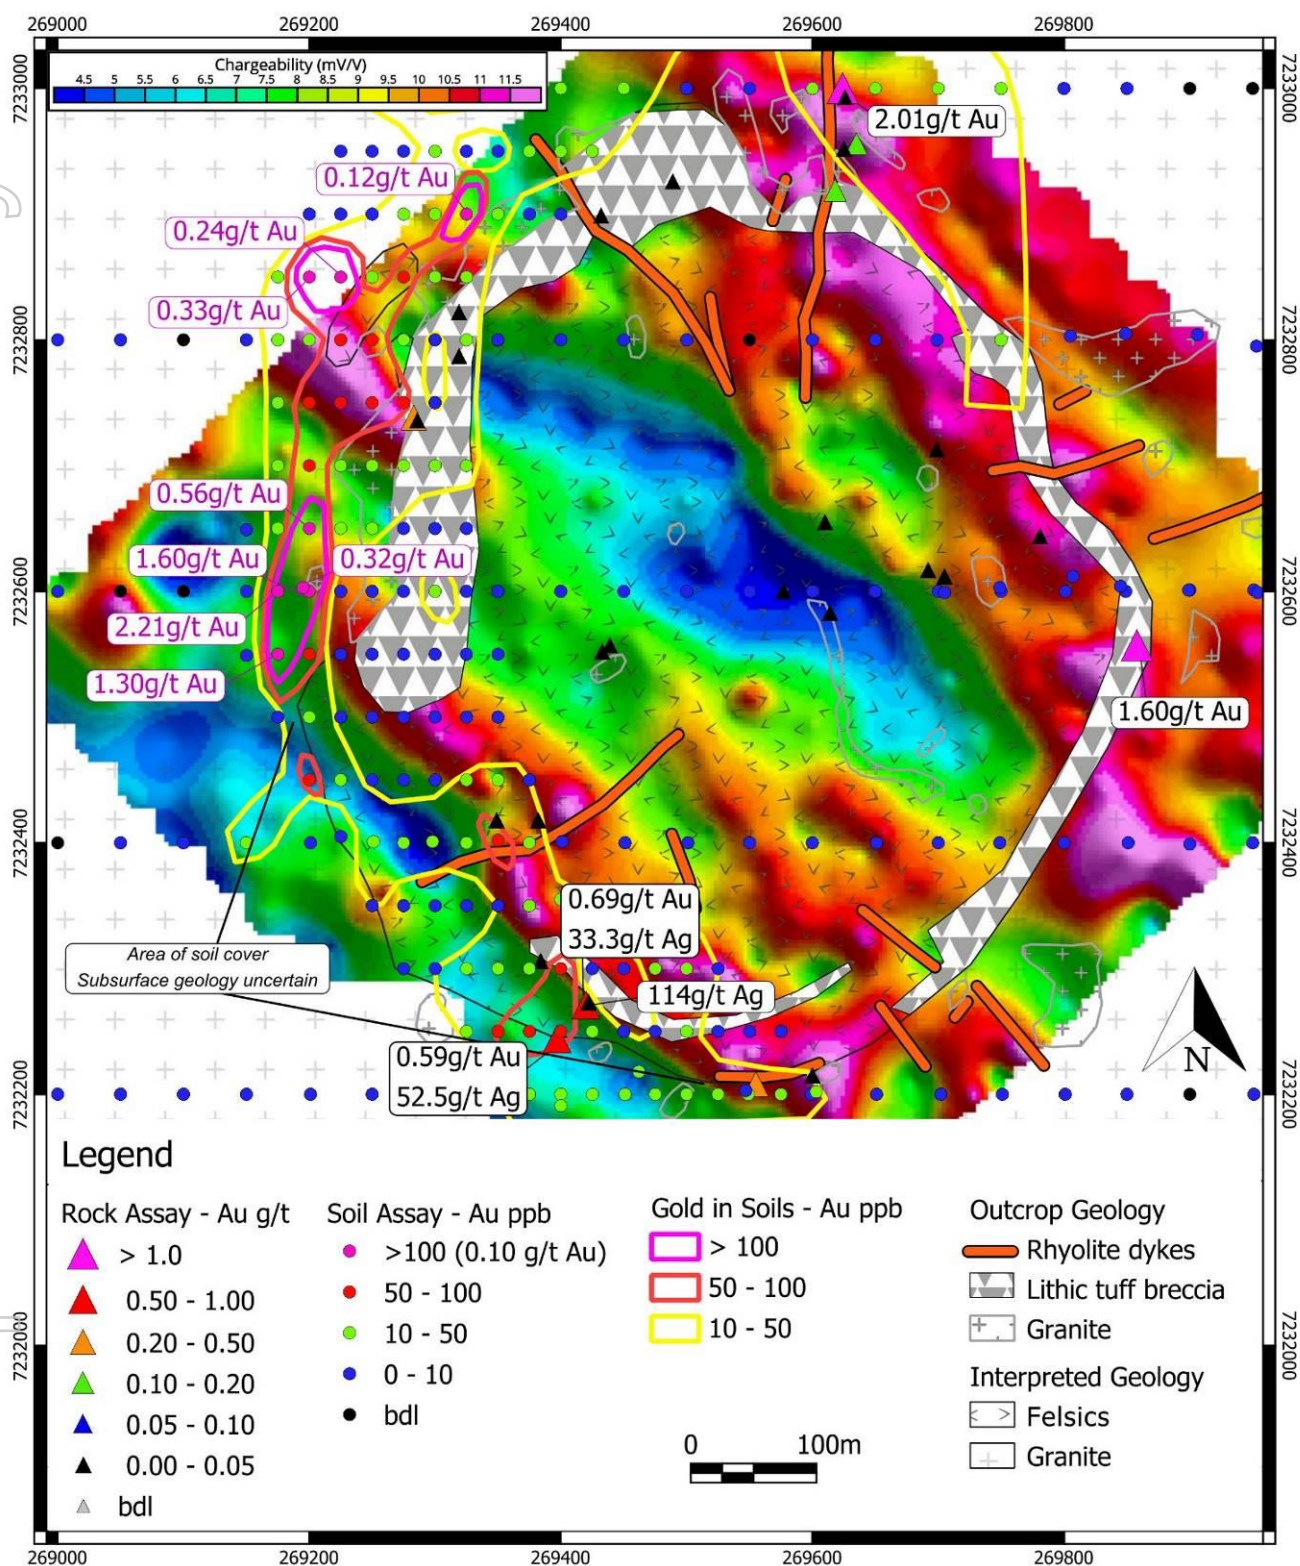 269000 269200 269400 269600 269800
Chargeability (mV/V)
4.5 5 5.5 6 6.5 7 7.5 8 8.5 9 9.5 10 10.5 11 11.5
7233000 7233000
2.01g/t Au
0.12g/t Au
0.24g/t Au
0.33g/t Au
7232800 7232800
0.56g/t Au
1.60g/t Au
0.32g/t Au
7232600 7232600
2.21g/t Au
1.30g/t Au
1.60g/t Au
7232400 7232400
0.69g/t Au
33.3g/t Ag
Area of soil cover
Subsurface geology uncertain
114g/t Ag
0.59g/t Au
52.5g/t Ag
N
7232200 7232200
Legend
Rock Assay - Au g/t
> 1.0
0.50 - 1.00
0.20 - 0.50
0.10 - 0.20
0.05 - 0.10
0.00 - 0.05
bdl
Soil Assay - Au ppb
>100 (0.10 g/t Au)
50 - 100
10 - 50
0 - 10
bdl
Gold in Soils - Au ppb
> 100
50 - 100
10 - 50
0 100m
Outcrop Geology
Rhyolite dykes
Lithic tuff breccia
Granite
Interpreted Geology
Felsics
Granite
7232000 7232000
269000 269200 269400 269600 269800